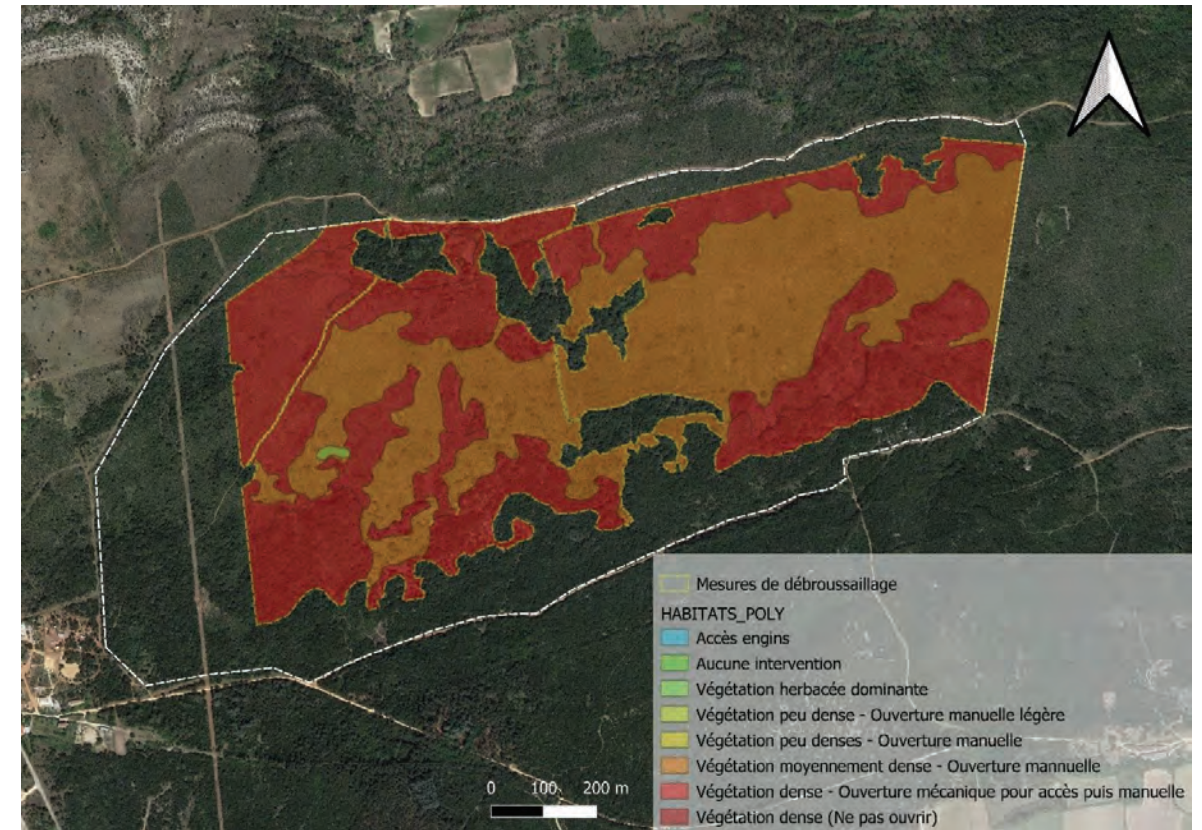 Mesures de débroussaillage
HABITATS_POLY
Accès engins
Aucune intervention
Végétation herbacée dominante
Végétation peu dense - Ouverture manuelle légère
Végétation peu denses - Ouverture manuelle
Végétation moyennement dense - Ouverture mannuelle
Végétation dense - Ouverture mécanique pour accès puis manuelle
Végétation dense (Ne pas ouvrir)
0 100 200 m